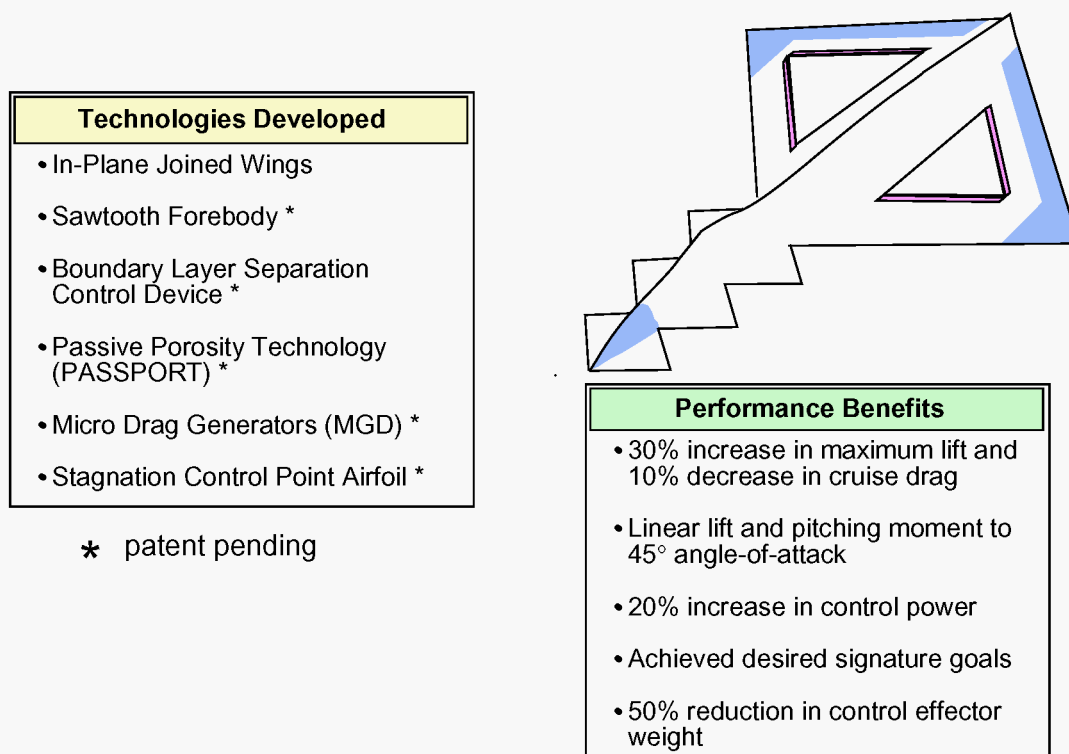 Technologies Developed
• In-Plane Joined Wings
• Sawtooth Forebody *
• Boundary Layer Separation
Control Device *
• Passive Porosity Technology
(PASSPORT) *
• Micro Drag Generators (MGD) *
• Stagnation Control Point Airfoil *
* patent pending
Performance Benefits
• 30% increase in maximum lift and
10% decrease in cruise drag
• Linear lift and pitching moment to
45° angle-of-attack
• 20% increase in control power
• Achieved desired signature goals
• 50% reduction in control effector
weight